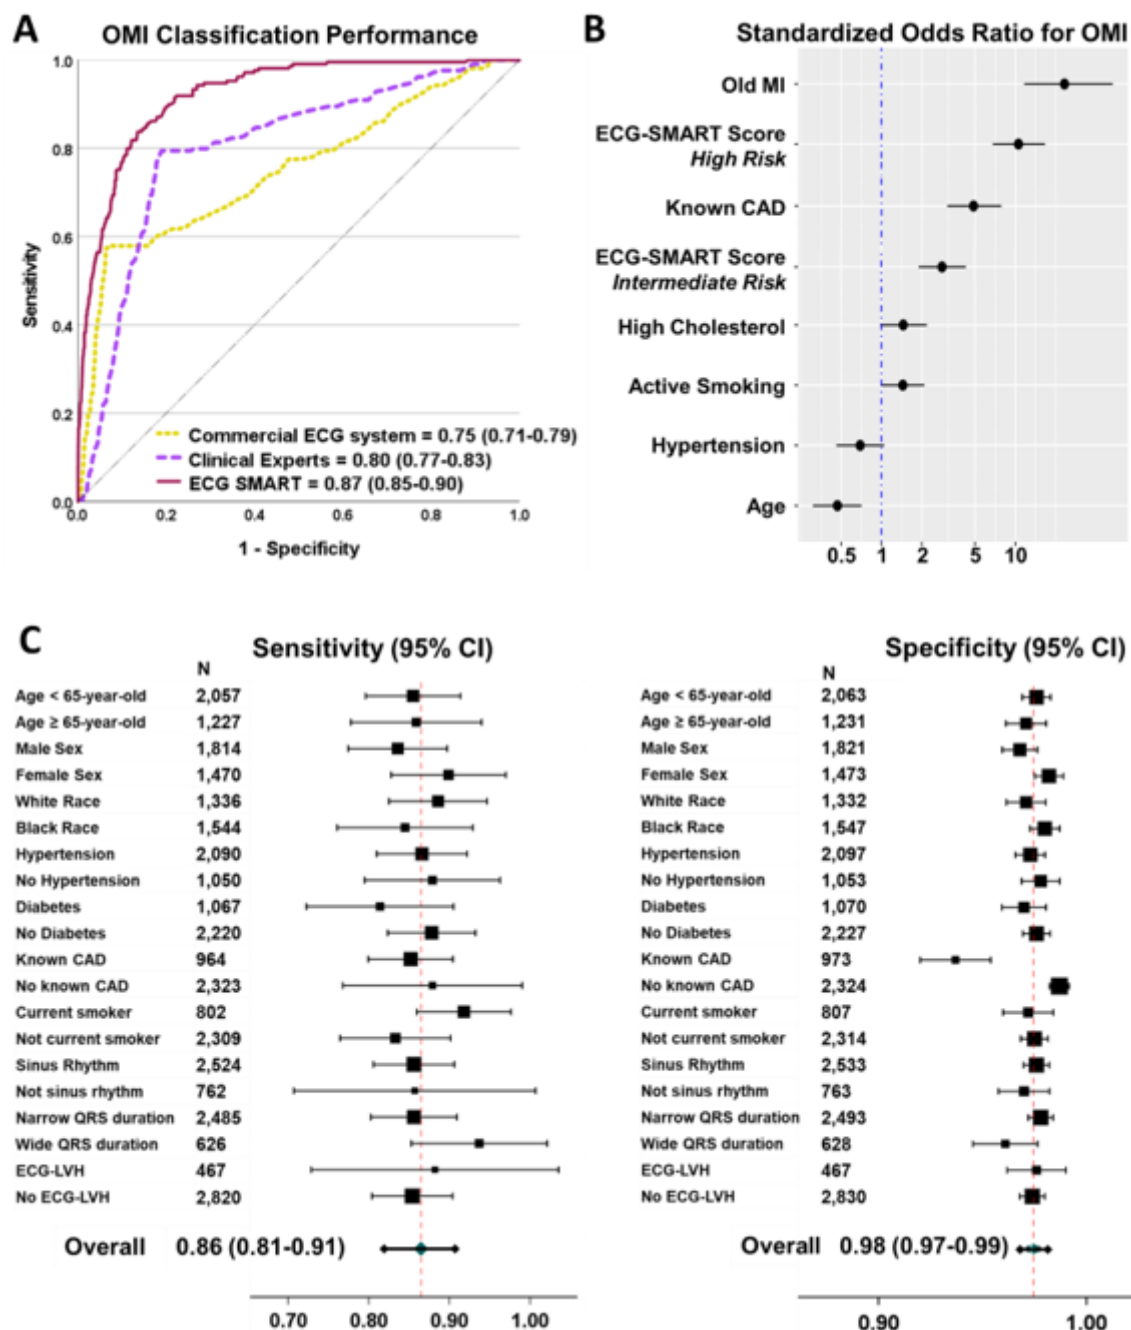 A
OMI Classification Performance
1.0
0.8
0.6
0.4
0.2
0.0
Sensitivity
Commercial ECG system = 0.75 (0.71-0.79)
Clinical Experts = 0.80 (0.77-0.83)
ECG SMART = 0.87 (0.85-0.90)
0.0 0.2 0.4 0.6 0.8 1.0
1 - Specificity
B
Standardized Odds Ratio for OMI
Old MI
ECG-SMART Score
High Risk
Known CAD
ECG-SMART Score
Intermediate Risk
High Cholesterol
Active Smoking
Hypertension
Age
0.5 1 2 5 10
C
Sensitivity (95% CI)
N
Age < 65-year-old 2,057
Age ≥ 65-year-old 1,227
Male Sex 1,814
Female Sex 1,470
White Race 1,336
Black Race 1,544
Hypertension 2,090
No Hypertension 1,050
Diabetes 1,067
No Diabetes 2,220
Known CAD 964
No known CAD 2,323
Current smoker 802
Not current smoker 2,309
Sinus Rhythm 2,524
Not sinus rhythm 762
Narrow QRS duration 2,485
Wide QRS duration 626
ECG-LVH 467
No ECG-LVH 2,820
Overall 0.86 (0.81-0.91)
0.70 0.80 0.90 1.00
Specificity (95% CI)
N
Age < 65-year-old 2,063
Age ≥ 65-year-old 1,231
Male Sex 1,821
Female Sex 1,473
White Race 1,332
Black Race 1,547
Hypertension 2,097
No Hypertension 1,053
Diabetes 1,070
No Diabetes 2,227
Known CAD 973
No known CAD 2,324
Current smoker 807
Not current smoker 2,314
Sinus Rhythm 2,533
Not sinus rhythm 763
Narrow QRS duration 2,493
Wide QRS duration 628
ECG-LVH 467
No ECG-LVH 2,830
Overall 0.98 (0.97-0.99)
0.90 1.00